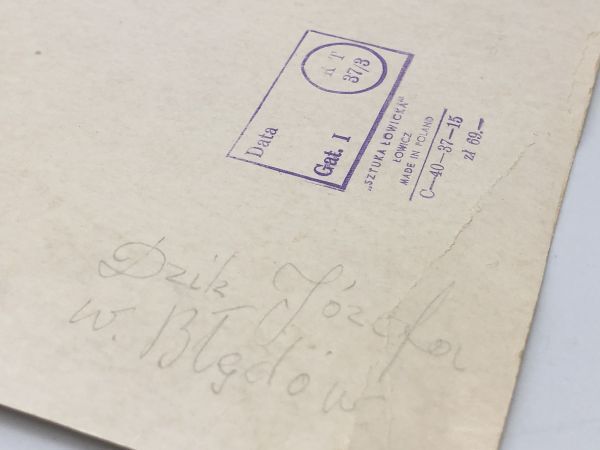 K T
37/3
Data
Gat. I
„SZTUKA ŁOWICKA"
ŁOWICZ
MADE IN POLAND
C—40—37—15
zł 69.—
Dzik Józefa
w. Błędów